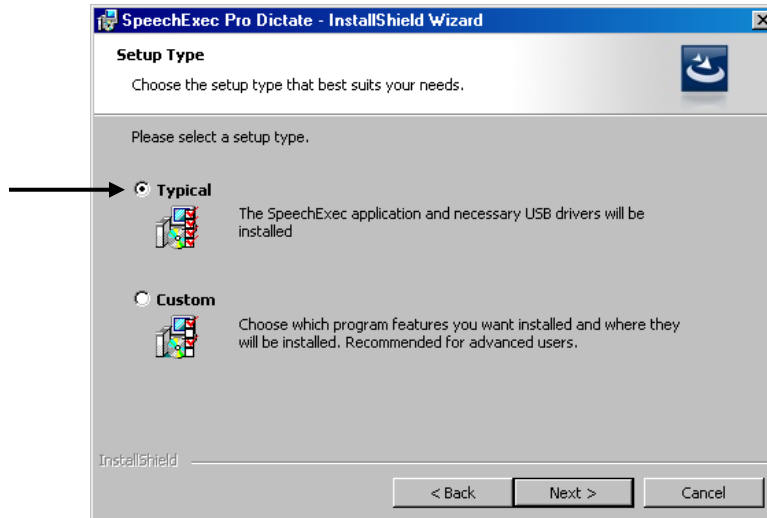 SpeechExec Pro Dictate - InstallShield Wizard
Setup Type
Choose the setup type that best suits your needs.
Please select a setup type.
Typical
The SpeechExec application and necessary USB drivers will be
installed
Custom
Choose which program features you want installed and where they
will be installed. Recommended for advanced users.
InstallShield
< Back Next > Cancel